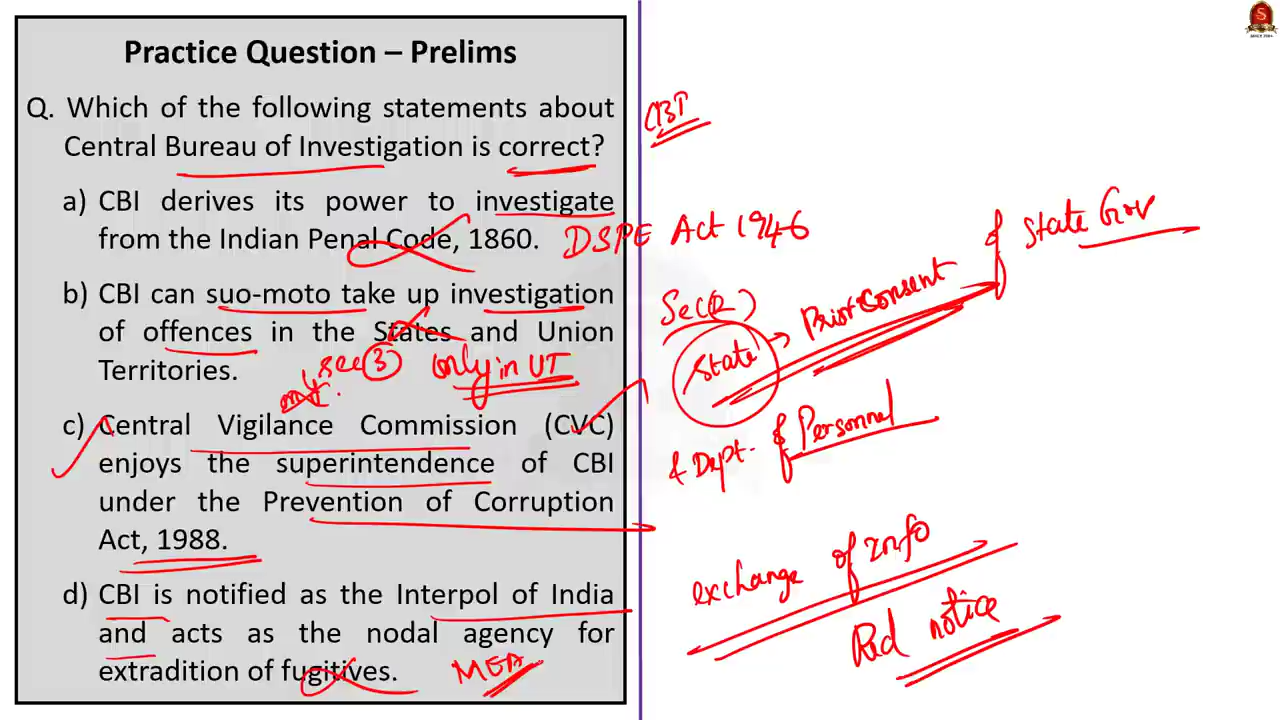 Practice Question – Prelims
Q. Which of the following statements about
Central Bureau of Investigation is correct?
a) CBI derives its power to investigate
from the Indian Penal Code, 1860.
b) CBI can suo-moto take up investigation
of offences in the States and Union
Territories.
c) Central Vigilance Commission (CVC)
enjoys the superintendence of CBI
under the Prevention of Corruption
Act, 1988.
d) CBI is notified as the Interpol of India
and acts as the nodal agency for
extradition of fugitives.
sec (3) only in UT
MEA
CBI
DSPE Act 1946
Sec(2)
State → Prior Consent
of State Gov
& Dept. of Personnel
exchange of Info
Red notice
S
SINCE 2004